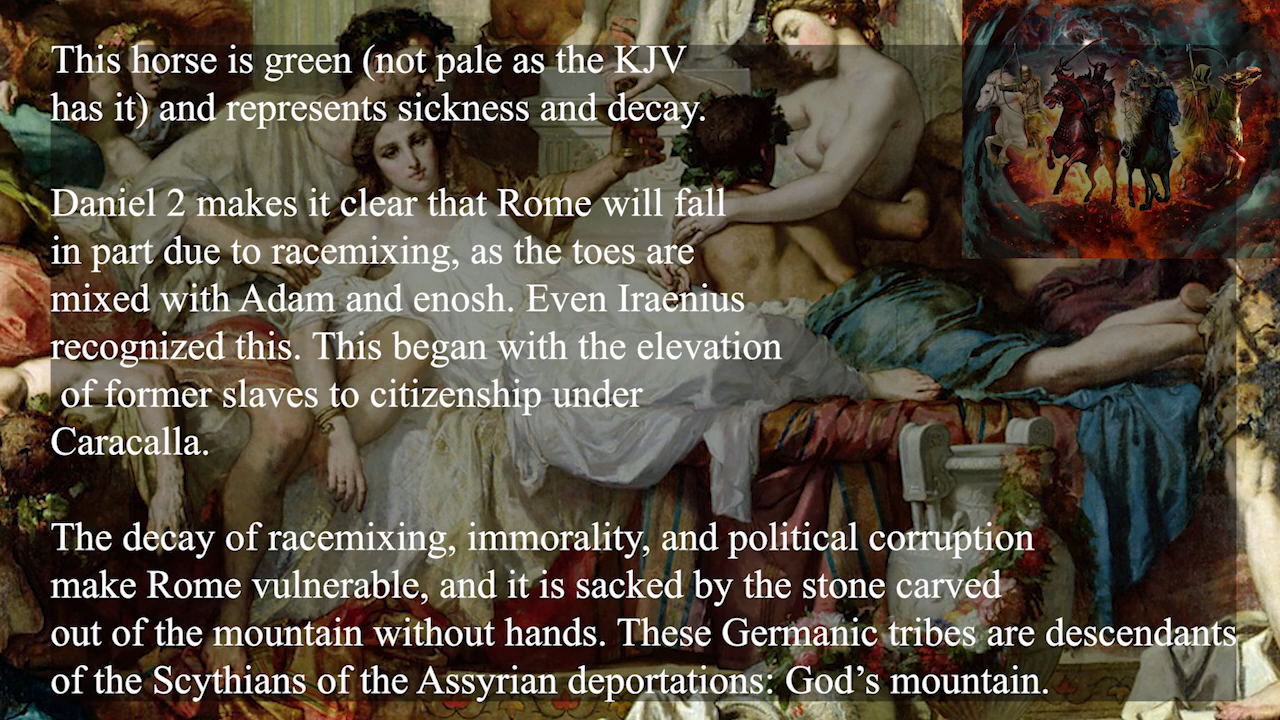 This horse is green (not pale as the KJV
has it) and represents sickness and decay.
Daniel 2 makes it clear that Rome will fall
in part due to racemixing, as the toes are
mixed with Adam and enosh. Even Iraenius
recognized this. This began with the elevation
of former slaves to citizenship under
Caracalla.
The decay of racemixing, immorality, and political corruption
make Rome vulnerable, and it is sacked by the stone carved
out of the mountain without hands. These Germanic tribes are descendants
of the Scythians of the Assyrian deportations: God’s mountain.